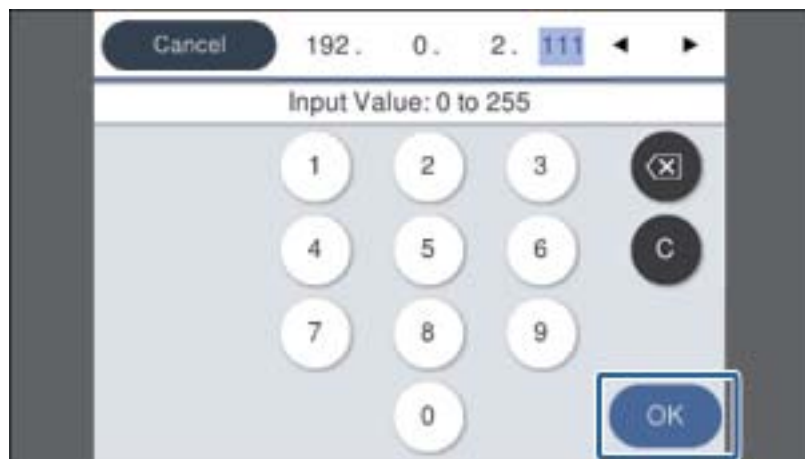 Cancel 192. 0. 2. 111 ◄ ►
Input Value: 0 to 255
1 2 3
4 5 6 C
7 8 9
0 OK